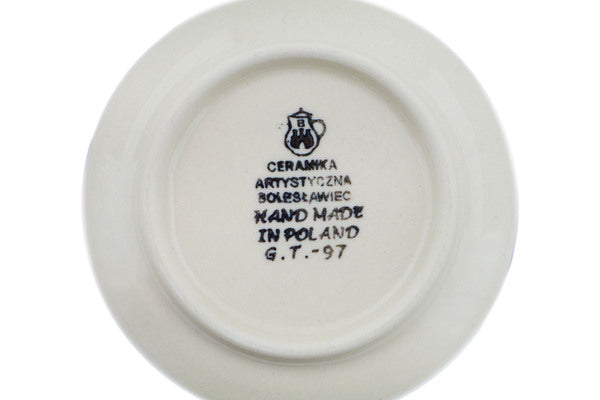 B
CERAMIKA
ARTYSTYCZNA
BOLESŁAWIEC
HAND MADE
IN POLAND
G.T.-97